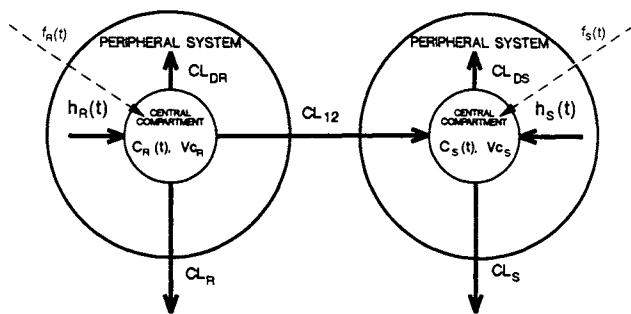 f_R(t)
f_S(t)
PERIPHERAL SYSTEM
PERIPHERAL SYSTEM
CL_DR
CL_DS
h_R(t)
CENTRAL
COMPARTMENT
C_R(t), Vc_R
CL_12
CENTRAL
COMPARTMENT
C_S(t), Vc_S
h_S(t)
CL_R
CL_S